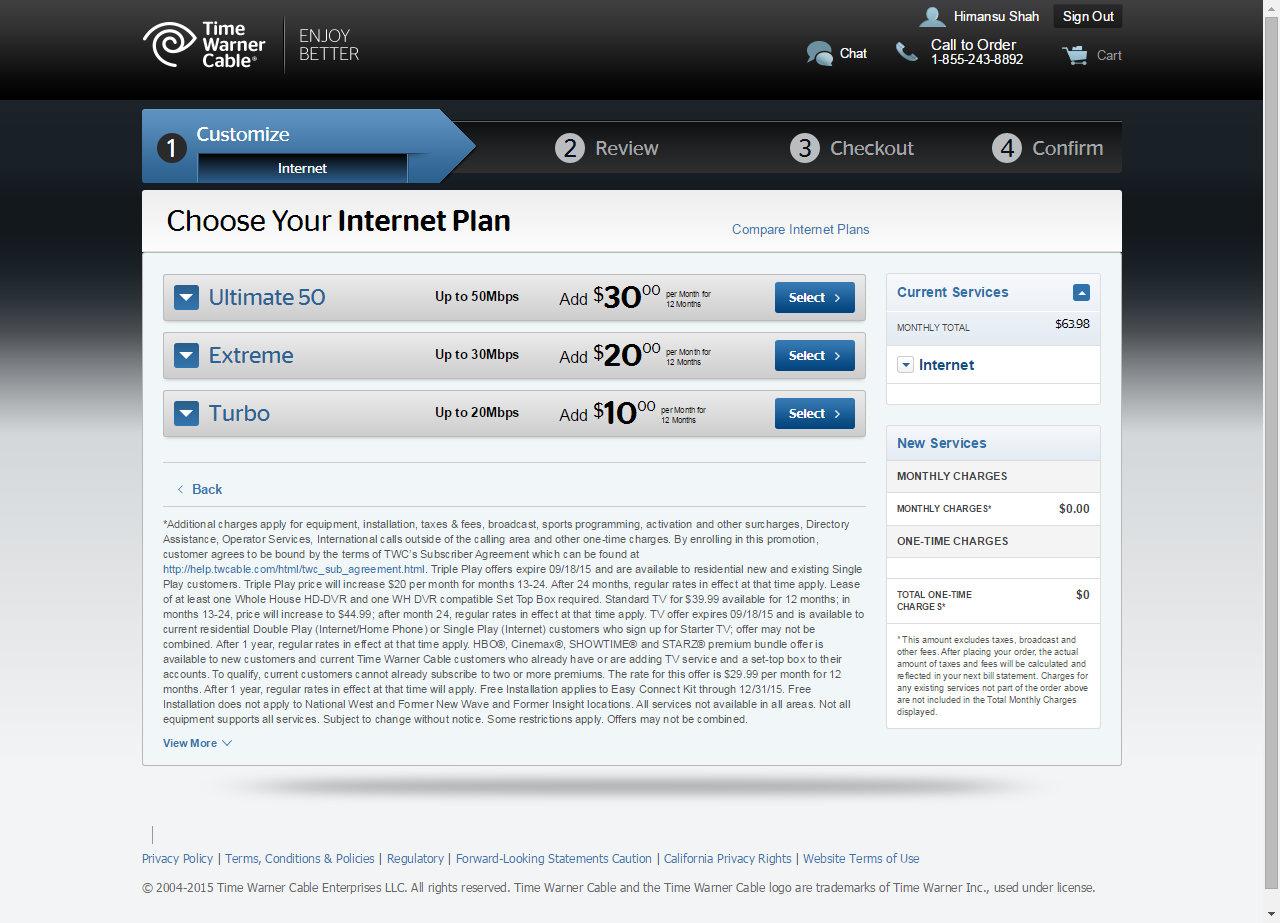 Time
Warner
Cable®
ENJOY
BETTER
Himansu Shah
Sign Out
Chat
Call to Order
1-855-243-8892
Cart
1
Customize
Internet
2 Review
3 Checkout
4 Confirm
Choose Your Internet Plan
Compare Internet Plans
Ultimate 50
Up to 50Mbps
Add $30 00 per Month for
12 Months
Select
Extreme
Up to 30Mbps
Add $20 00 per Month for
12 Months
Select
Turbo
Up to 20Mbps
Add $10 00 per Month for
12 Months
Select
Back
*Additional charges apply for equipment, installation, taxes & fees, broadcast, sports programming, activation and other surcharges, Directory
Assistance, Operator Services, International calls outside of the calling area and other one-time charges. By enrolling in this promotion,
customer agrees to be bound by the terms of TWC's Subscriber Agreement which can be found at
http://help.twcable.com/html/twc_sub_agreement.html. Triple Play offers expire 09/18/15 and are available to residential new and existing Single
Play customers. Triple Play price will increase $20 per month for months 13-24. After 24 months, regular rates in effect at that time apply. Lease
of at least one Whole House HD-DVR and one WH DVR compatible Set Top Box required. Standard TV for $39.99 available for 12 months; in
months 13-24, price will increase to $44.99; after month 24, regular rates in effect at that time apply. TV offer expires 09/18/15 and is available to
current residential Double Play (Internet/Home Phone) or Single Play (Internet) customers who sign up for Starter TV; offer may not be
combined. After 1 year, regular rates in effect at that time apply. HBO®, Cinemax®, SHOWTIME® and STARZ® premium bundle offer is
available to new customers and current Time Warner Cable customers who already have or are adding TV service and a set-top box to their
accounts. To qualify, current customers cannot already subscribe to two or more premiums. The rate for this offer is $29.99 per month for 12
months. After 1 year, regular rates in effect at that time will apply. Free Installation applies to Easy Connect Kit through 12/31/15. Free
Installation does not apply to National West and Former New Wave and Former Insight locations. All services not available in all areas. Not all
equipment supports all services. Subject to change without notice. Some restrictions apply. Offers may not be combined.
View More
Current Services
MONTHLY TOTAL $63.98
Internet
New Services
MONTHLY CHARGES
MONTHLY CHARGES* $0.00
ONE-TIME CHARGES
TOTAL ONE-TIME
CHARGES* $0
* This amount excludes taxes, broadcast and
other fees. After placing your order, the actual
amount of taxes and fees will be calculated and
reflected in your next bill statement. Charges for
any existing services not part of the order above
are not included in the Total Monthly Charges
displayed.
Privacy Policy | Terms, Conditions & Policies | Regulatory | Forward-Looking Statements Caution | California Privacy Rights | Website Terms of Use
© 2004-2015 Time Warner Cable Enterprises LLC. All rights reserved. Time Warner Cable and the Time Warner Cable logo are trademarks of Time Warner Inc., used under license.